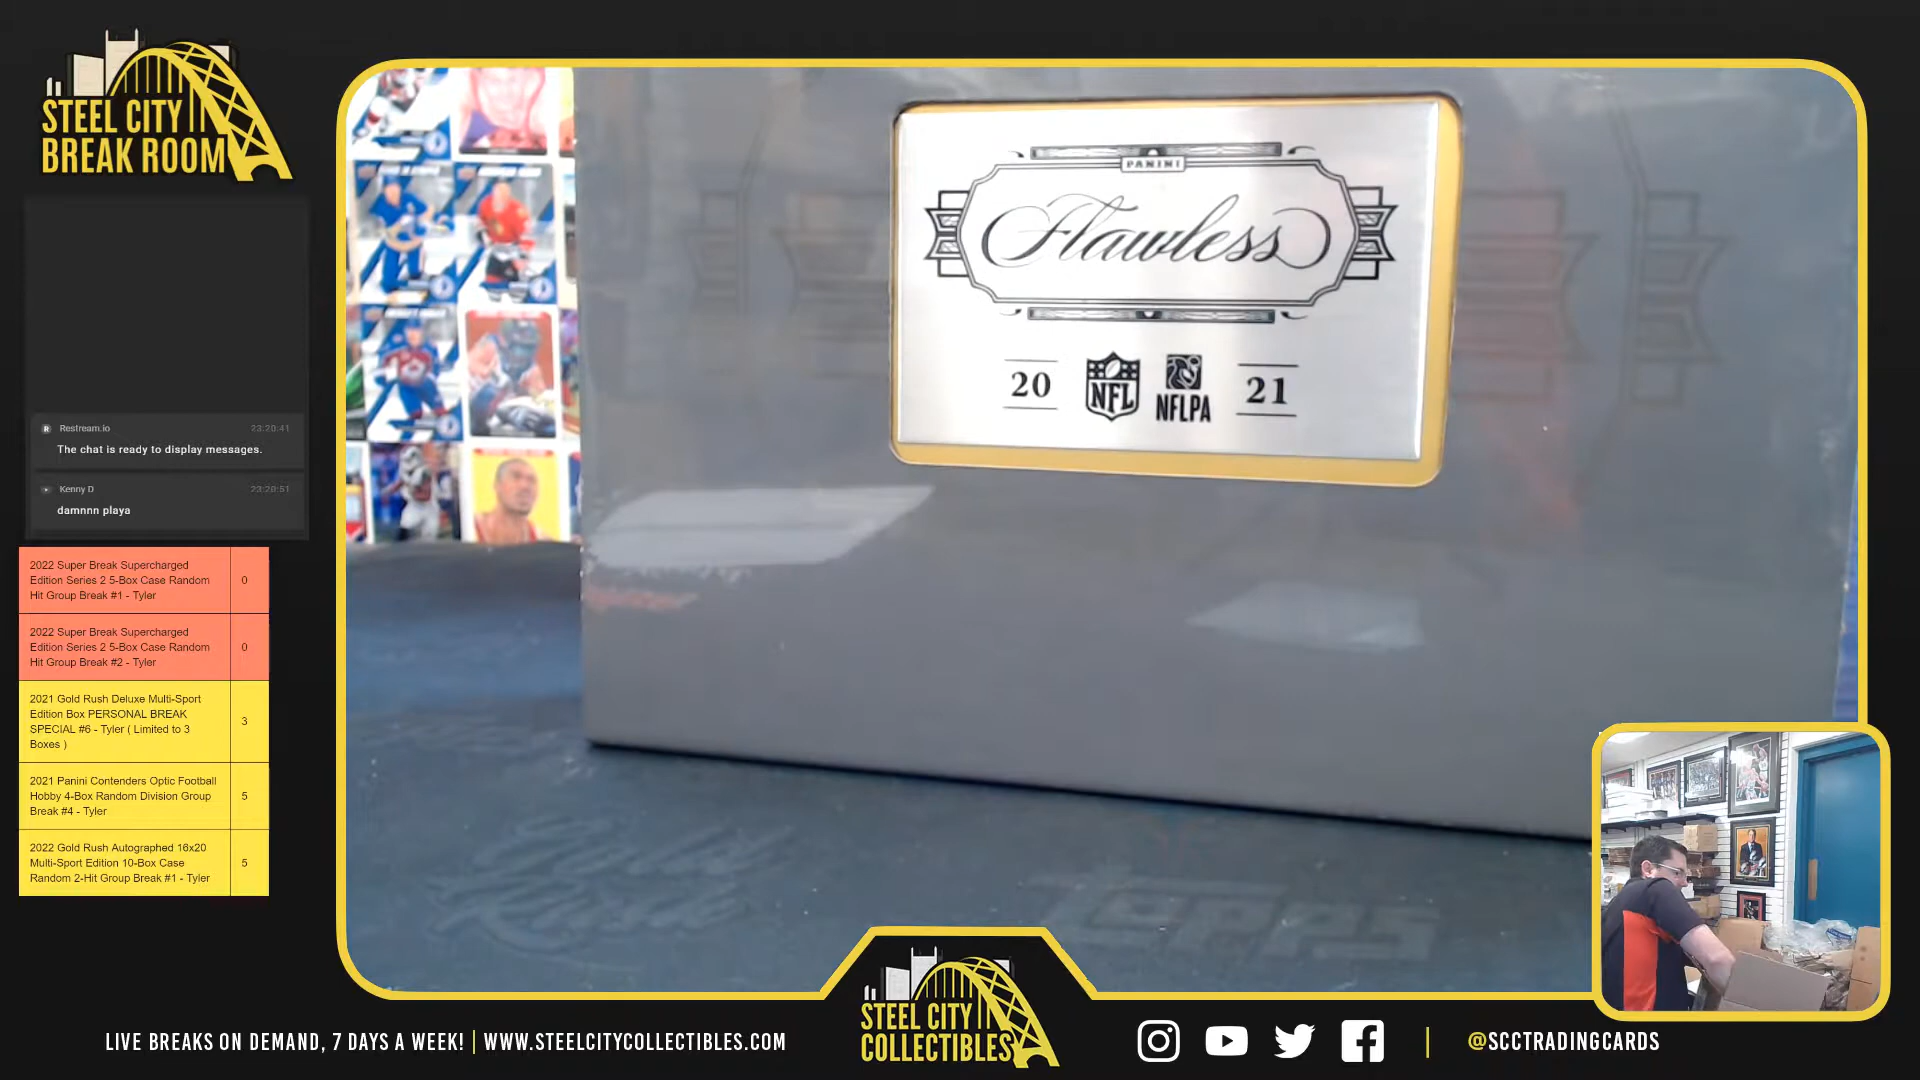 STEEL CITY
BREAK ROOM
Restream.io 23:20:41
The chat is ready to display messages.
Kenny D 23:20:51
damnnn playa
2022 Super Break Supercharged
Edition Series 2 5-Box Case Random 0
Hit Group Break #1 - Tyler
2022 Super Break Supercharged
Edition Series 2 5-Box Case Random 0
Hit Group Break #2 - Tyler
2021 Gold Rush Deluxe Multi-Sport
Edition Box PERSONAL BREAK
SPECIAL #6 - Tyler ( Limited to 3 3
Boxes )
2021 Panini Contenders Optic Football
Hobby 4-Box Random Division Group 5
Break #4 - Tyler
2022 Gold Rush Autographed 16x20
Multi-Sport Edition 10-Box Case 5
Random 2-Hit Group Break #1 - Tyler
PANINI
Flawless
20 NFL NFLPA 21
TOPPS
STEEL CITY
COLLECTIBLES
LIVE BREAKS ON DEMAND, 7 DAYS A WEEK! | WWW.STEELCITYCOLLECTIBLES.COM
| @SCCTRADINGCARDS